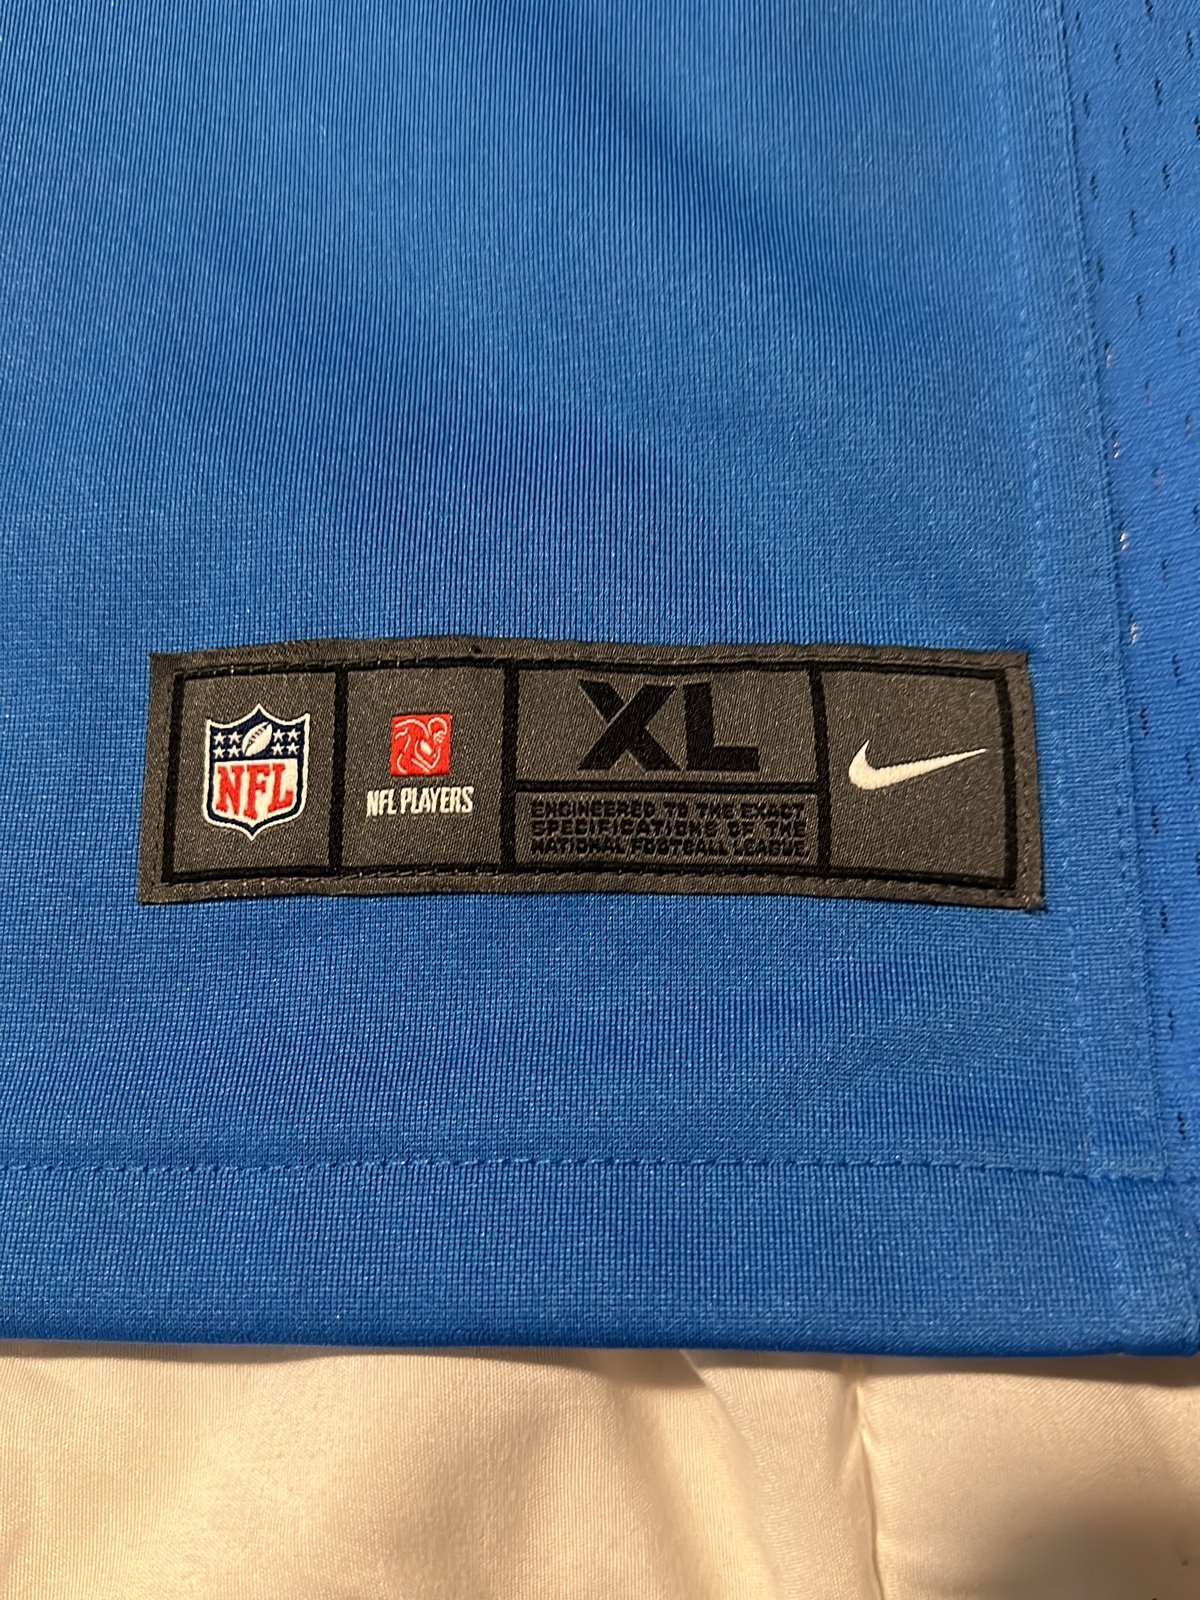 NFL
NFL PLAYERS
XL
ENGINEERED TO THE EXACT
SPECIFICATIONS OF THE
NATIONAL FOOTBALL LEAGUE.